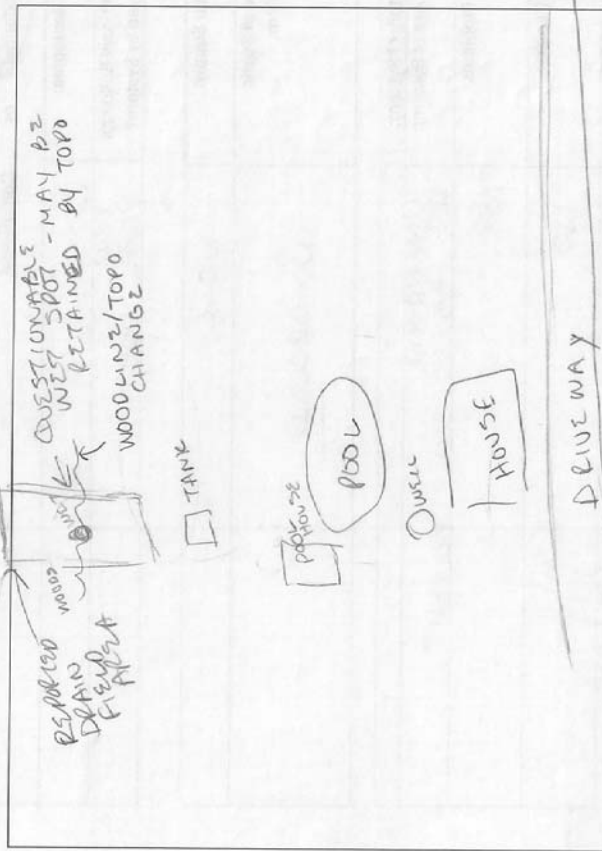 REPORTED
DRAIN
FIELD
AREA
WOODS
WOODS
QUESTIONABLE
WET SPOT - MAY BE
RETAINED BY TOPO
WOODLINE/TOPO
CHANGE
TANK
POOL
HOUSE
POOL
WELL
HOUSE
DRIVEWAY